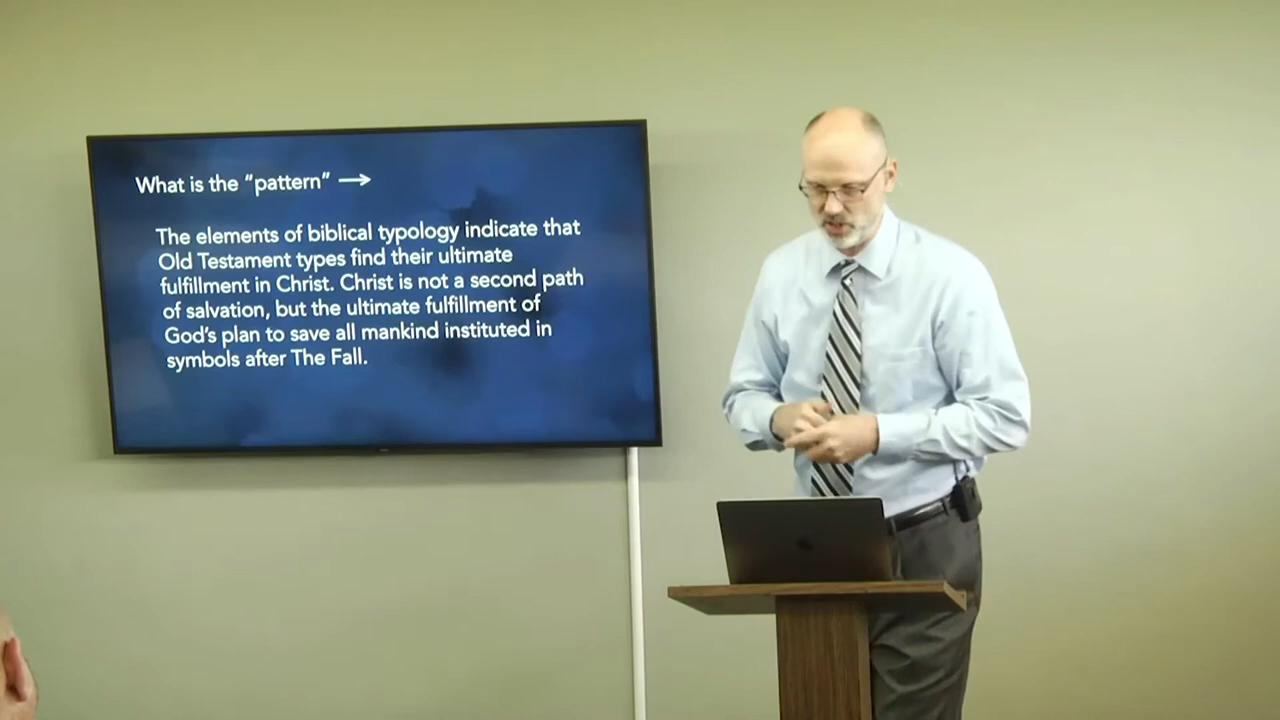 What is the “pattern” →
The elements of biblical typology indicate that
Old Testament types find their ultimate
fulfillment in Christ. Christ is not a second path
of salvation, but the ultimate fulfillment of
God’s plan to save all mankind instituted in
symbols after The Fall.